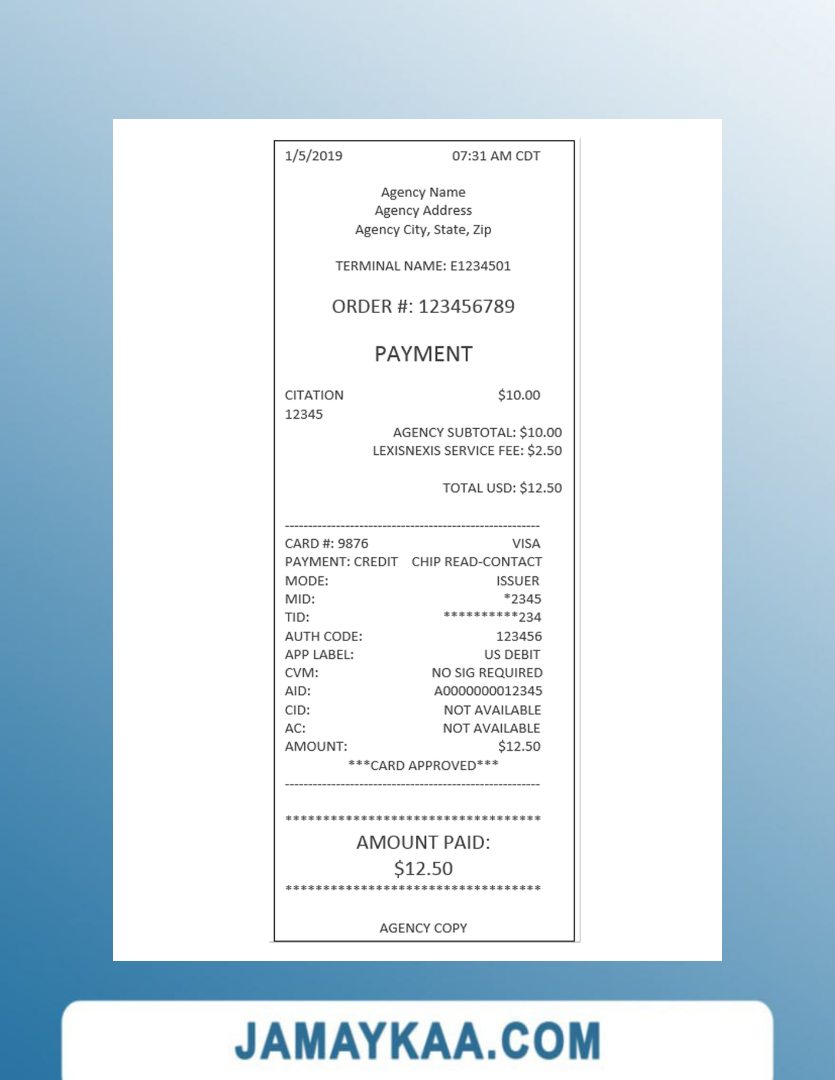 1/5/2019 07:31 AM CDT
Agency Name
Agency Address
Agency City, State, Zip
TERMINAL NAME: E1234501
ORDER #: 123456789
PAYMENT
CITATION $10.00
12345
AGENCY SUBTOTAL: $10.00
LEXISNEXIS SERVICE FEE: $2.50
TOTAL USD: $12.50
-------------------------------------------------------
CARD #: 9876 VISA
PAYMENT: CREDIT CHIP READ-CONTACT
MODE: ISSUER
MID: *2345
TID: **********234
AUTH CODE: 123456
APP LABEL: US DEBIT
CVM: NO SIG REQUIRED
AID: A0000000012345
CID: NOT AVAILABLE
AC: NOT AVAILABLE
AMOUNT: $12.50
***CARD APPROVED***
-------------------------------------------------------
**********************************
AMOUNT PAID:
$12.50
**********************************
AGENCY COPY
JAMAYKAA.COM